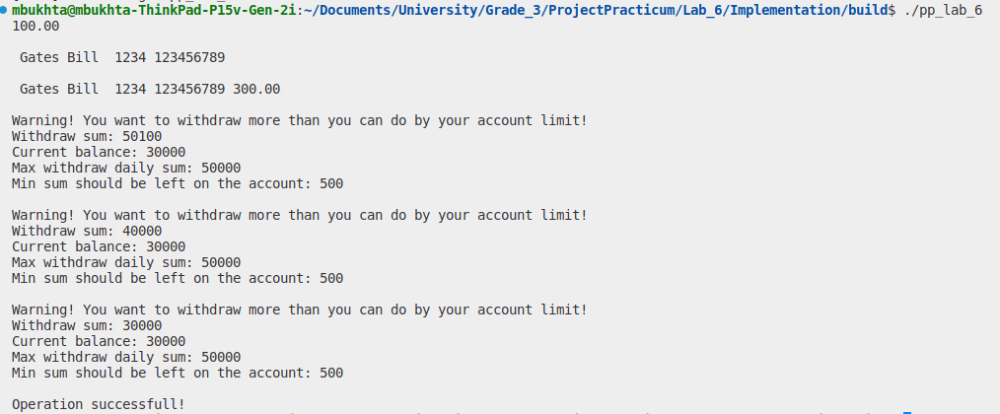 mbukhta@mbukhta-ThinkPad-P15v-Gen-2i:~/Documents/University/Grade_3/ProjectPracticum/Lab_6/Implementation/build$ ./pp_lab_6
100.00
Gates Bill  1234 123456789
Gates Bill  1234 123456789 300.00
Warning! You want to withdraw more than you can do by your account limit!
Withdraw sum: 50100
Current balance: 30000
Max withdraw daily sum: 50000
Min sum should be left on the account: 500
Warning! You want to withdraw more than you can do by your account limit!
Withdraw sum: 40000
Current balance: 30000
Max withdraw daily sum: 50000
Min sum should be left on the account: 500
Warning! You want to withdraw more than you can do by your account limit!
Withdraw sum: 30000
Current balance: 30000
Max withdraw daily sum: 50000
Min sum should be left on the account: 500
Operation successfull!